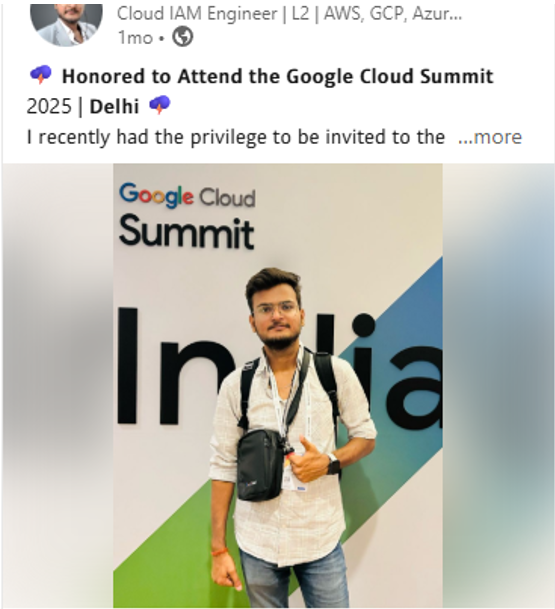 Cloud IAM Engineer | L2 | AWS, GCP, Azur...
1mo •
Honored to Attend the Google Cloud Summit
2025 | Delhi
I recently had the privilege to be invited to the ...more
Google Cloud
Summit
India